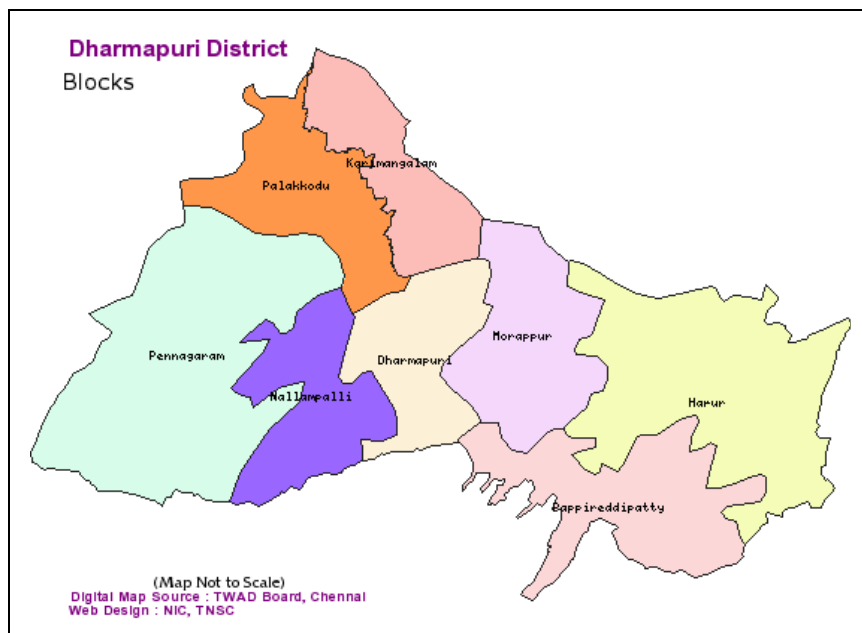 Dharmapuri District
Blocks
Karimangalam
Palakkodu
Morappur
Pennagaram
Dharmapuri
Nallampalli
Harur
Bappireddipatty
(Map Not to Scale)
Digital Map Source : TWAD Board, Chennai
Web Design : NIC, TNSC